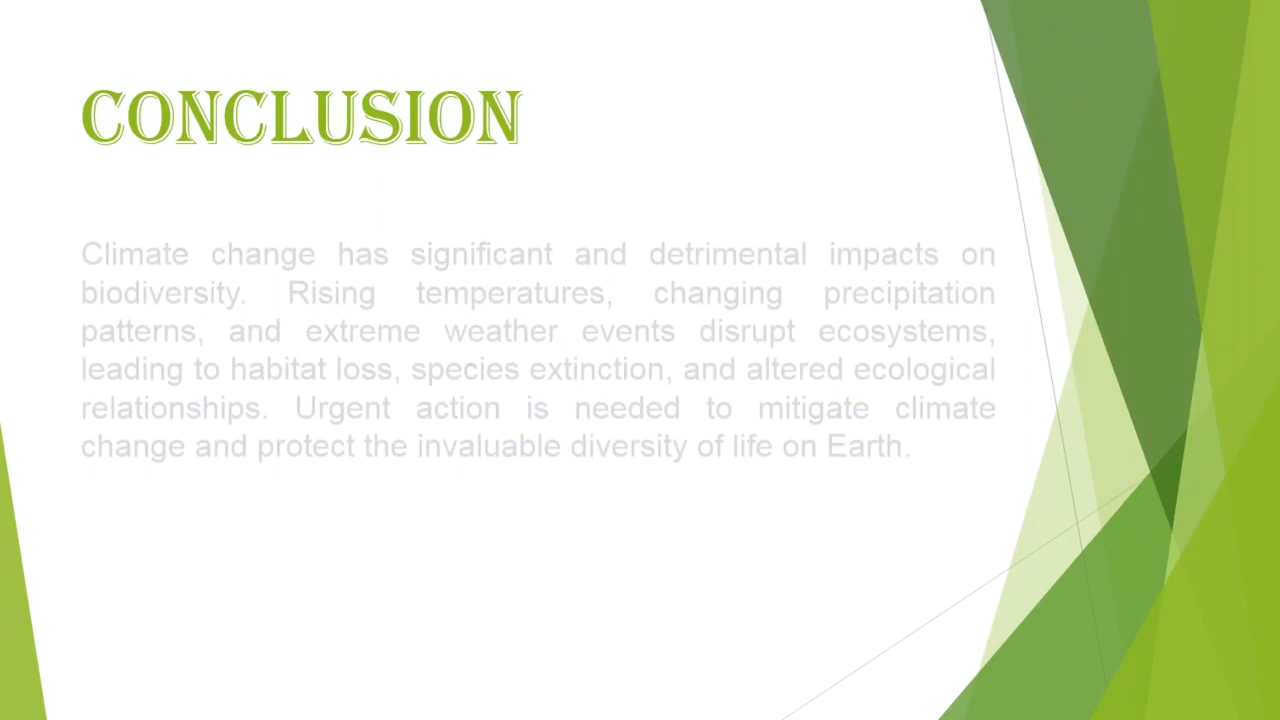 CONCLUSION
Climate change has significant and detrimental impacts on
biodiversity. Rising temperatures, changing precipitation
patterns, and extreme weather events disrupt ecosystems,
leading to habitat loss, species extinction, and altered ecological
relationships. Urgent action is needed to mitigate climate
change and protect the invaluable diversity of life on Earth.